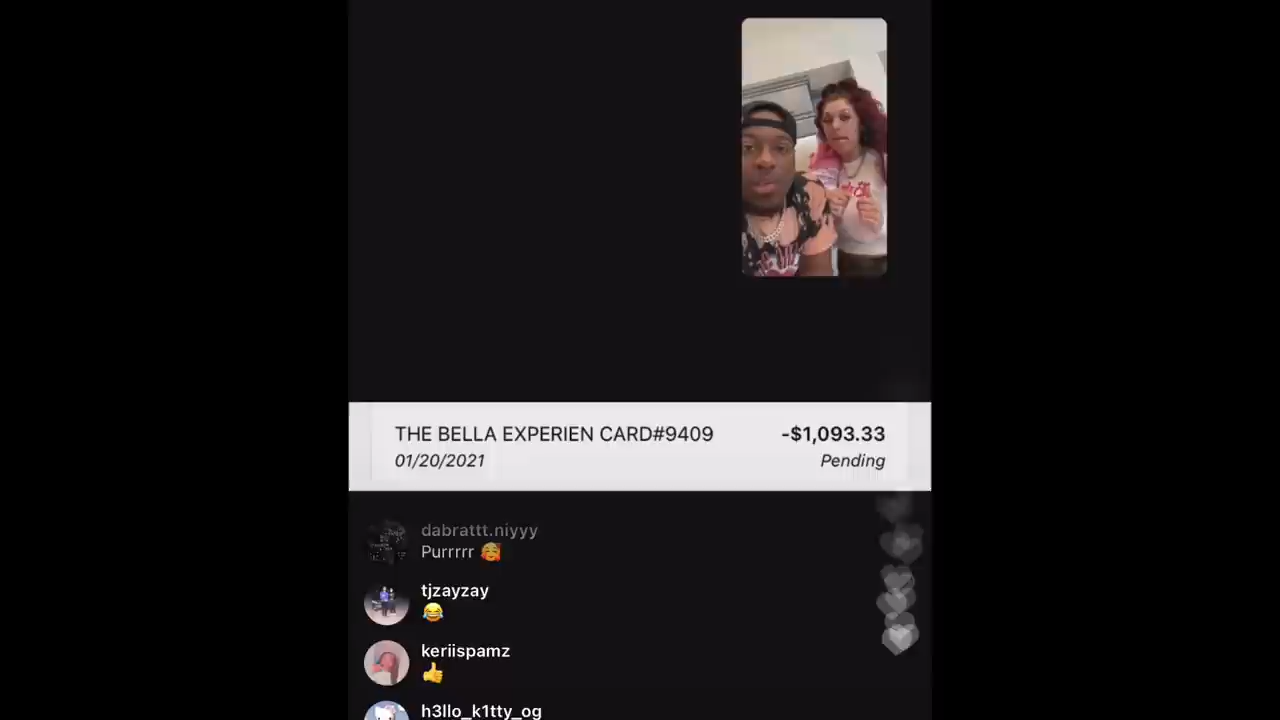 THE BELLA EXPERIEN CARD#9409 -$1,093.33
01/20/2021 Pending
dabrattt.niyyy
Purrrrr 🥰
tjzayzay
😂
keriispamz
👍
h3llo_k1tty_og